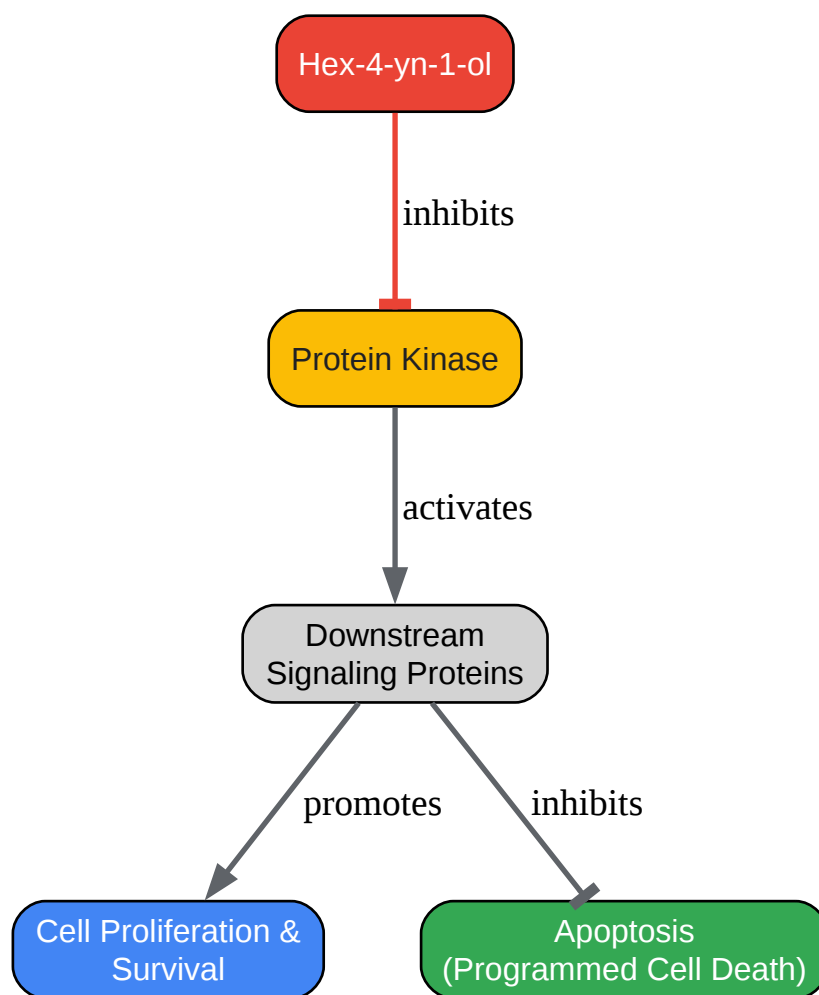 Hex-4-yn-1-ol
inhibits
Protein Kinase
activates
Downstream
Signaling Proteins
promotes
inhibits
Cell Proliferation &
Survival
Apoptosis
(Programmed Cell Death)